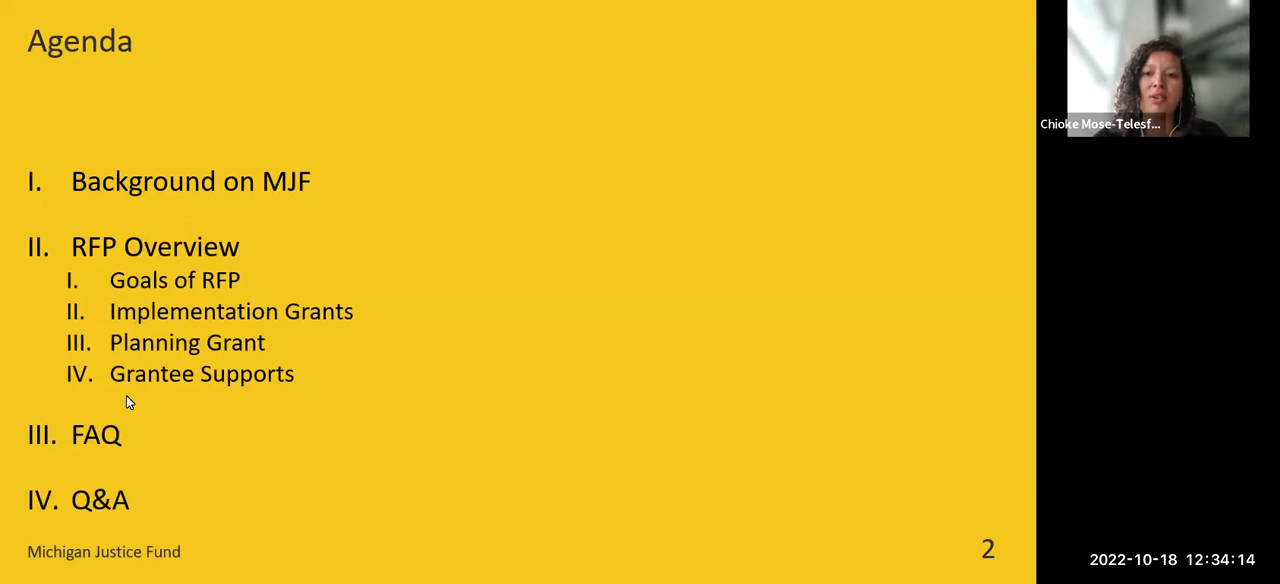 Agenda
I. Background on MJF
II. RFP Overview
I. Goals of RFP
II. Implementation Grants
III. Planning Grant
IV. Grantee Supports
III. FAQ
IV. Q&A
Michigan Justice Fund
2
Chioke Mose-Telesf...
2022-10-18 12:34:14